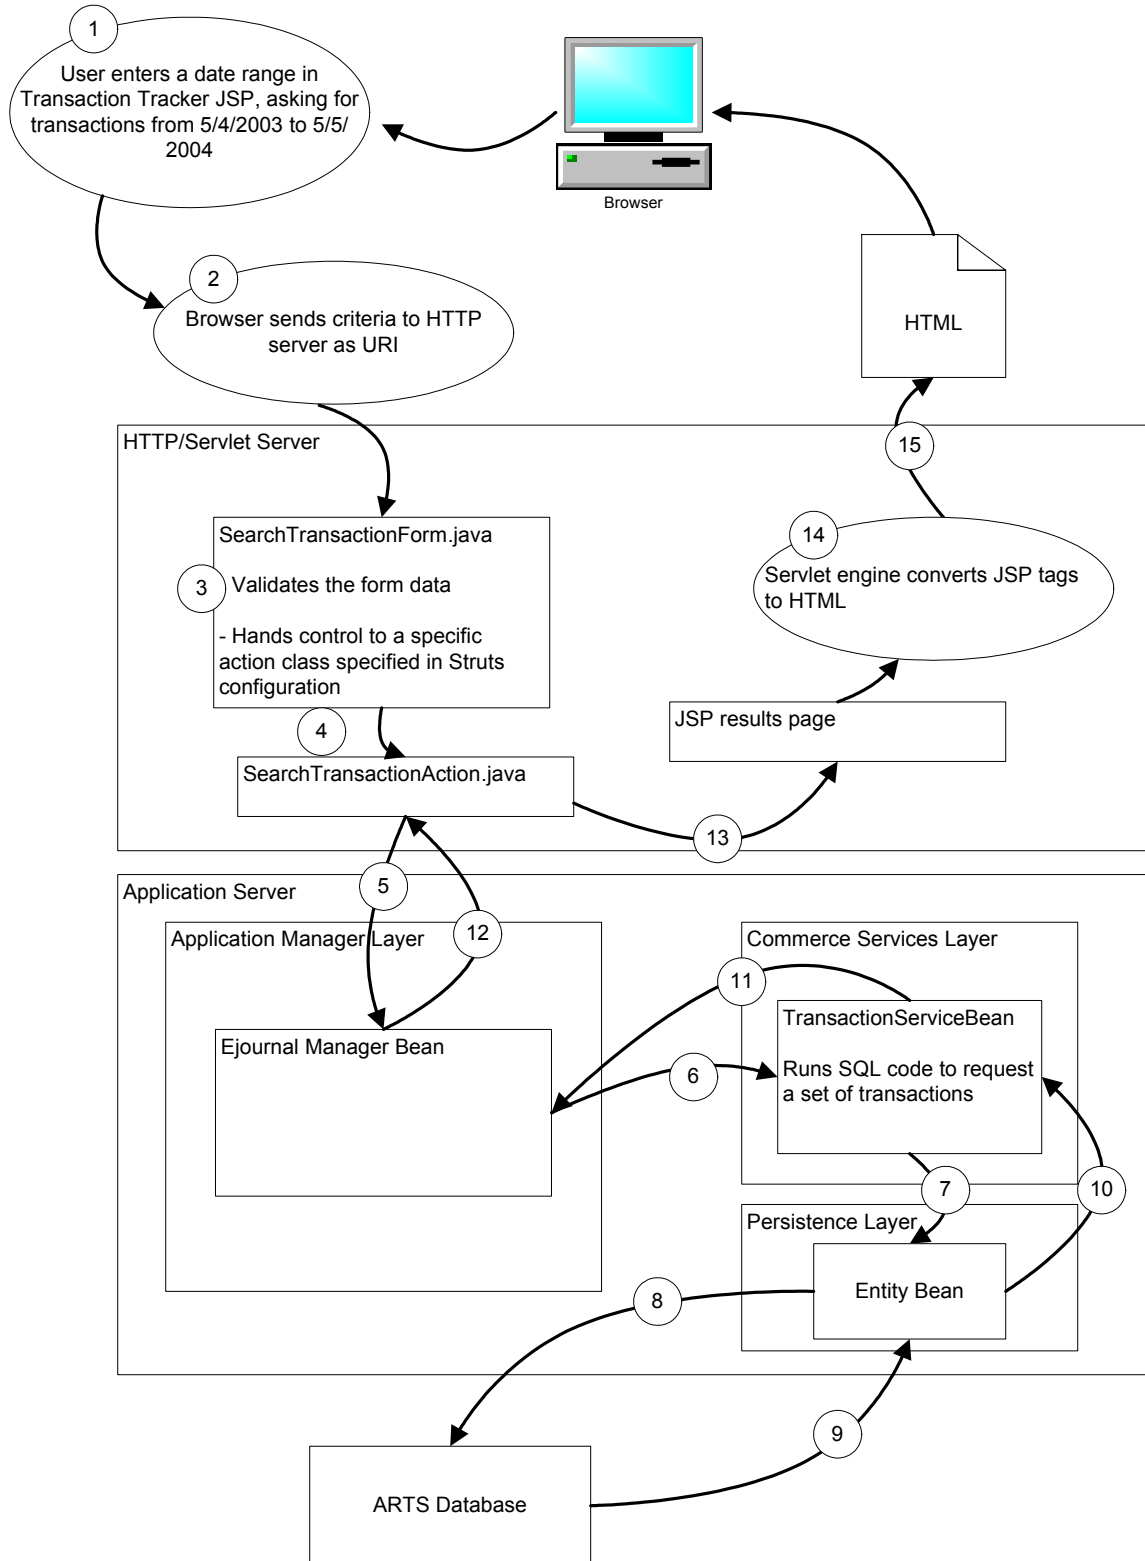 1
User enters a date range in
Transaction Tracker JSP, asking for
transactions from 5/4/2003 to 5/5/
2004
Browser
2
Browser sends criteria to HTTP
server as URI
HTML
HTTP/Servlet Server
15
SearchTransactionForm.java
3
Validates the form data
- Hands control to a specific
action class specified in Struts
configuration
14
Servlet engine converts JSP tags
to HTML
4
JSP results page
SearchTransactionAction.java
13
Application Server
5
12
Application Manager Layer
Commerce Services Layer
11
Ejournal Manager Bean
TransactionServiceBean
Runs SQL code to request
a set of transactions
6
7
10
Persistence Layer
Entity Bean
8
9
ARTS Database